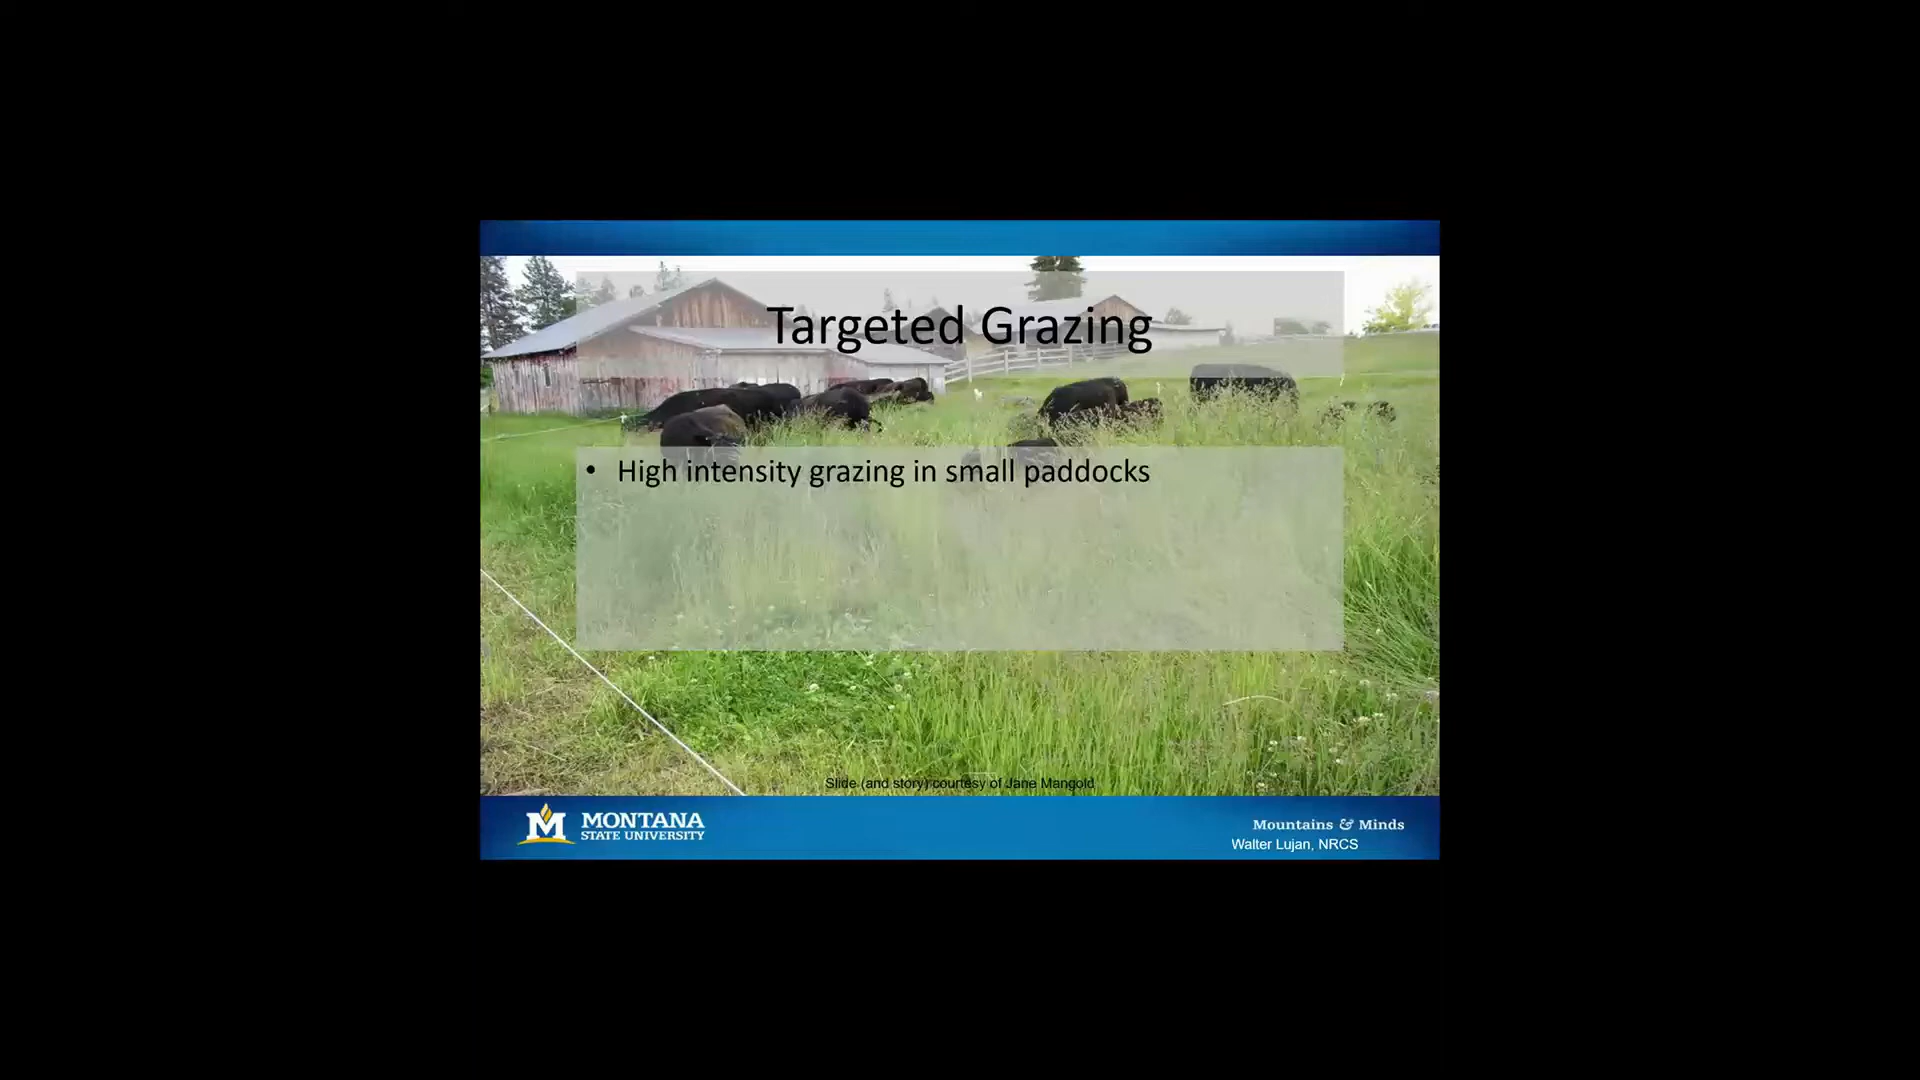 Targeted Grazing
• High intensity grazing in small paddocks
Slide (and story) courtesy of Jane Mangold
M MONTANA
STATE UNIVERSITY
Mountains & Minds
Walter Lujan, NRCS